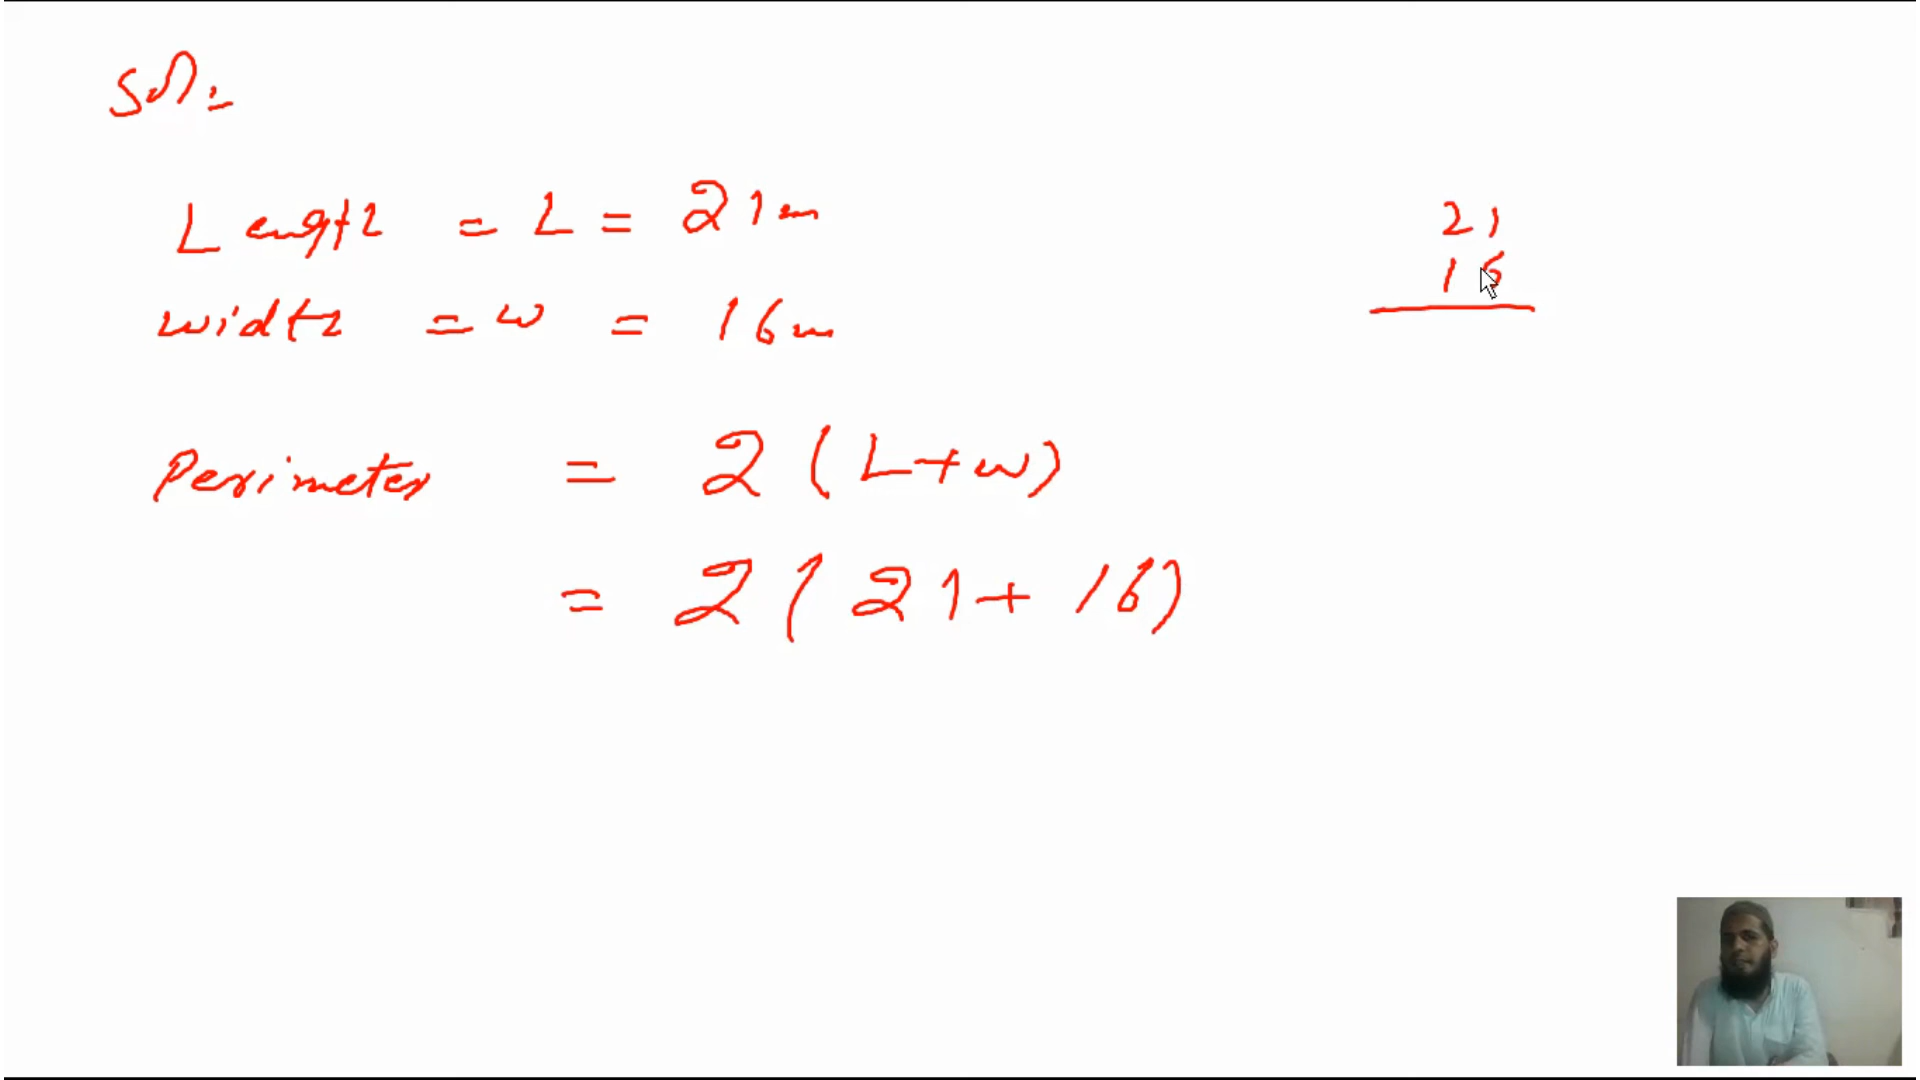 Sol:-
Length = L = 21m
width = w = 16m
Perimeter = 2 (L+w)
= 2 ( 21 + 16)
21
16